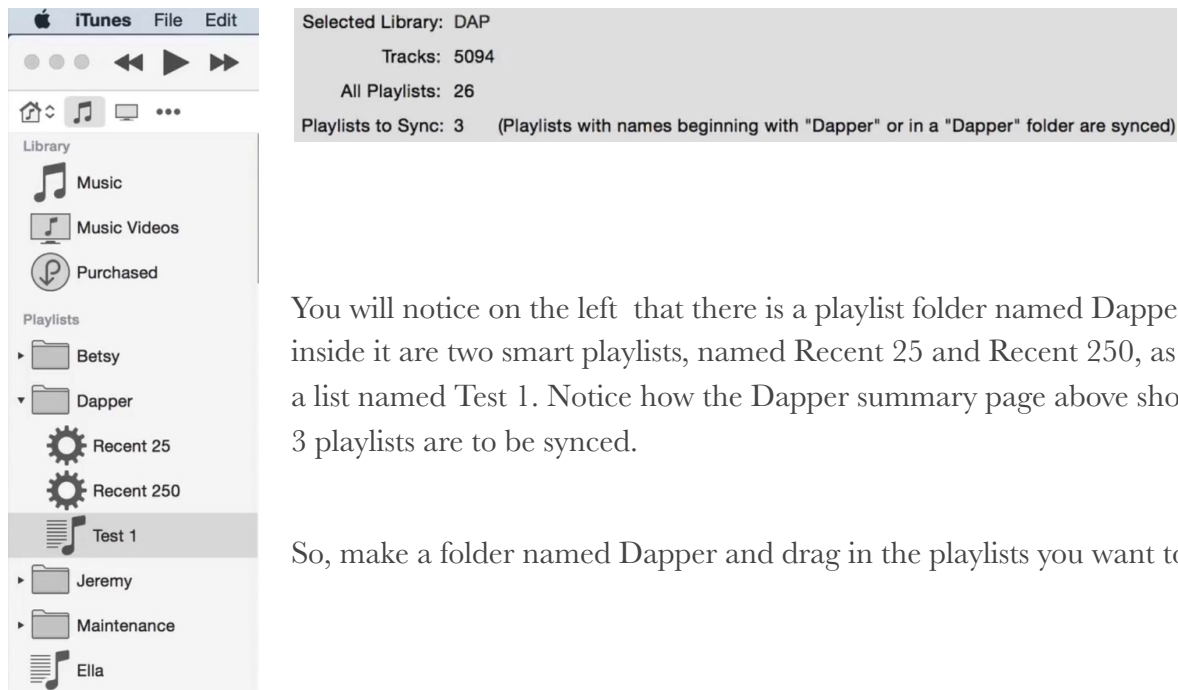 iTunes File Edit
Library
Music
Music Videos
Purchased
Playlists
Betsy
Dapper
Recent 25
Recent 250
Test 1
Jeremy
Maintenance
Ella
Selected Library: DAP
Tracks: 5094
All Playlists: 26
Playlists to Sync: 3 (Playlists with names beginning with "Dapper" or in a "Dapper" folder are synced)
You will notice on the left that there is a playlist folder named Dappe
inside it are two smart playlists, named Recent 25 and Recent 250, as
a list named Test 1. Notice how the Dapper summary page above sho
3 playlists are to be synced.
So, make a folder named Dapper and drag in the playlists you want to